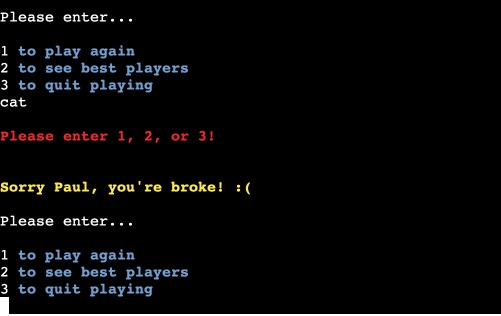 Please enter...
1 to play again
2 to see best players
3 to quit playing
cat
Please enter 1, 2, or 3!
Sorry Paul, you're broke! :(
Please enter...
1 to play again
2 to see best players
3 to quit playing